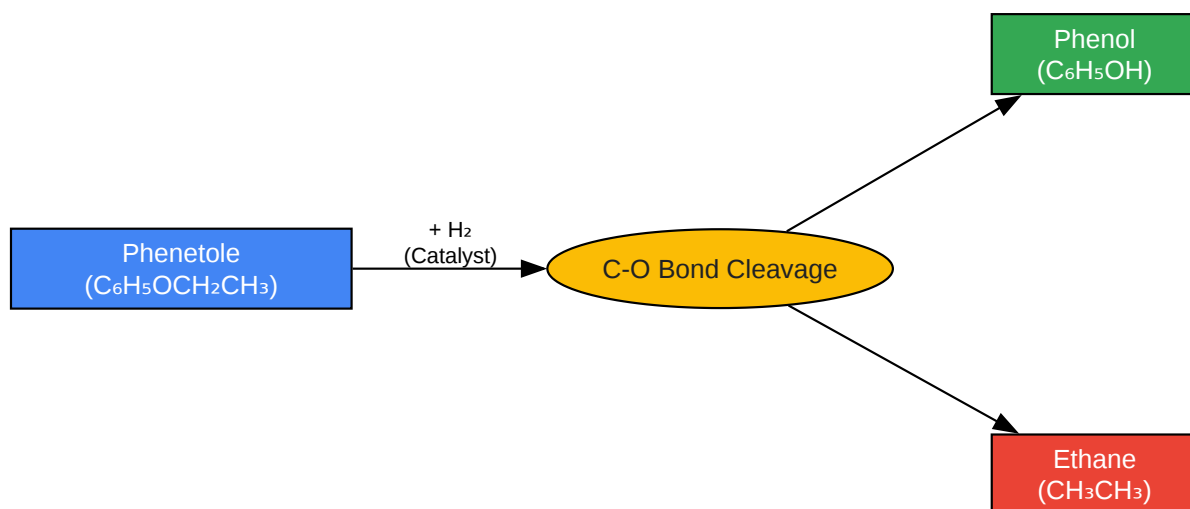 Phenol
(C₆H₅OH)
+ H₂
(Catalyst)
Phenetole
(C₆H₅OCH₂CH₃)
C-O Bond Cleavage
Ethane
(CH₃CH₃)